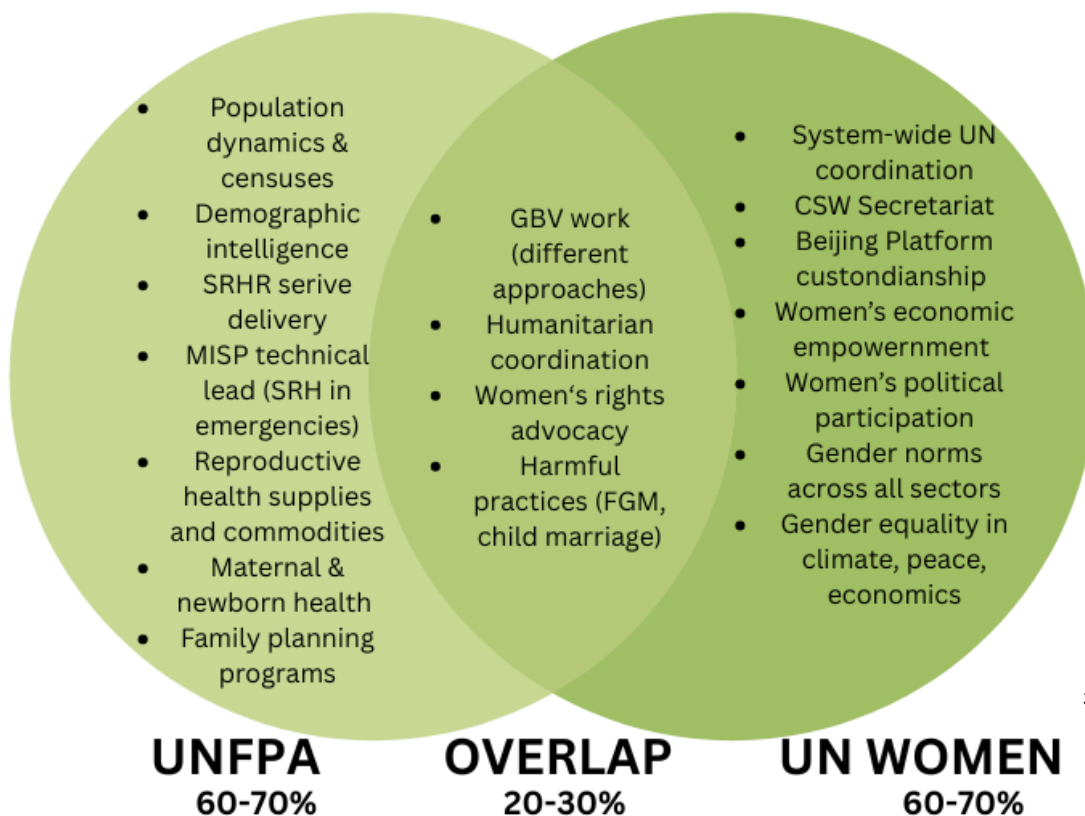 • Population
dynamics &
censuses
• Demographic
intelligence
• SRHR serive
delivery
• MISP technical
lead (SRH in
emergencies)
• Reproductive
health supplies
and commodities
• Maternal &
newborn health
• Family planning
programs
• GBV work
(different
approaches)
• Humanitarian
coordination
• Women‘s rights
advocacy
• Harmful
practices (FGM,
child marriage)
• System-wide UN
coordination
• CSW Secretariat
• Beijing Platform
custondianship
• Women’s economic
empowernment
• Women’s political
participation
• Gender norms
across all sectors
• Gender equality in
climate, peace,
economics
UNFPA
60-70%
OVERLAP
20-30%
UN WOMEN
60-70%